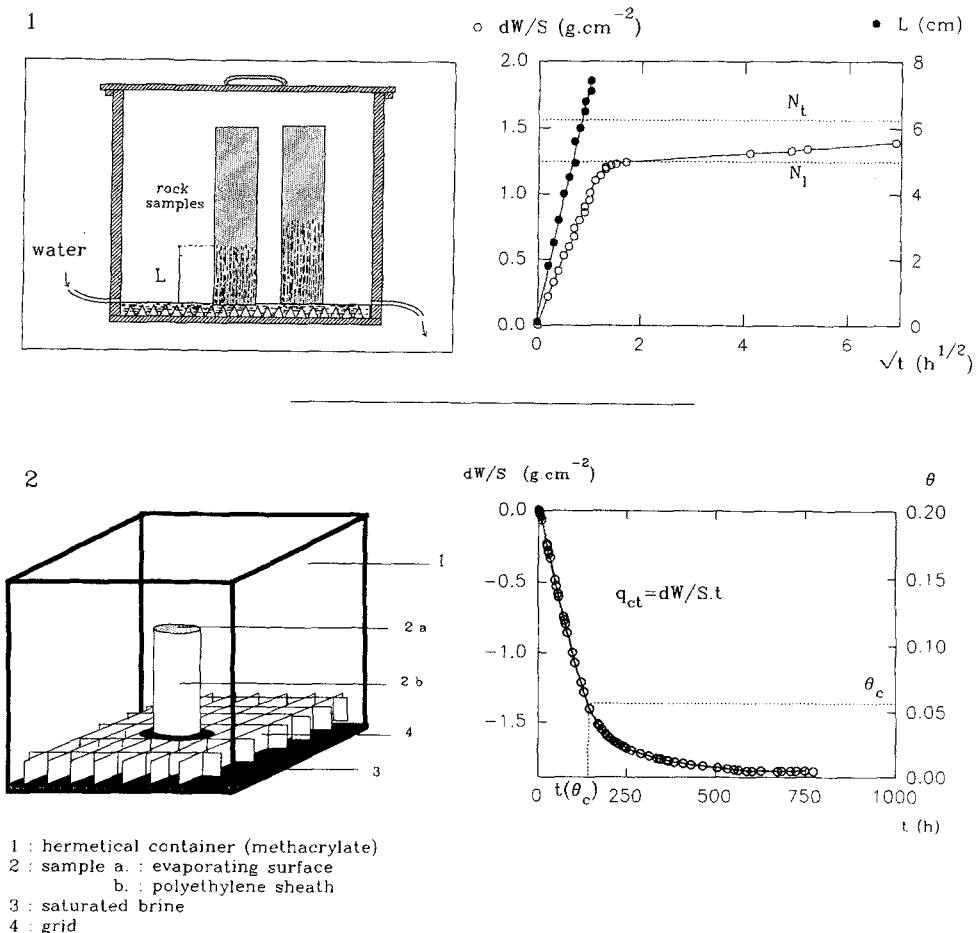 1
○ dW/S (g.cm⁻²)
● L (cm)
rock
samples
water
L
2.0
1.5
1.0
0.5
0.0
8
6
4
2
0
N_t
N_l
0 2 4 6
√t (h^1/2)
2
1
2 a
2 b
4
3
dW/S (g.cm⁻²)
θ
0.0
−0.5
−1.0
−1.5
0.20
0.15
0.10
0.05
0.00
q_ct=dW/S.t
θ_c
0 t(θ_c) 250 500 750 1000
t (h)
1 : hermetical container (methacrylate)
2 : sample a. : evaporating surface
b. : polyethylene sheath
3 : saturated brine
4 : grid